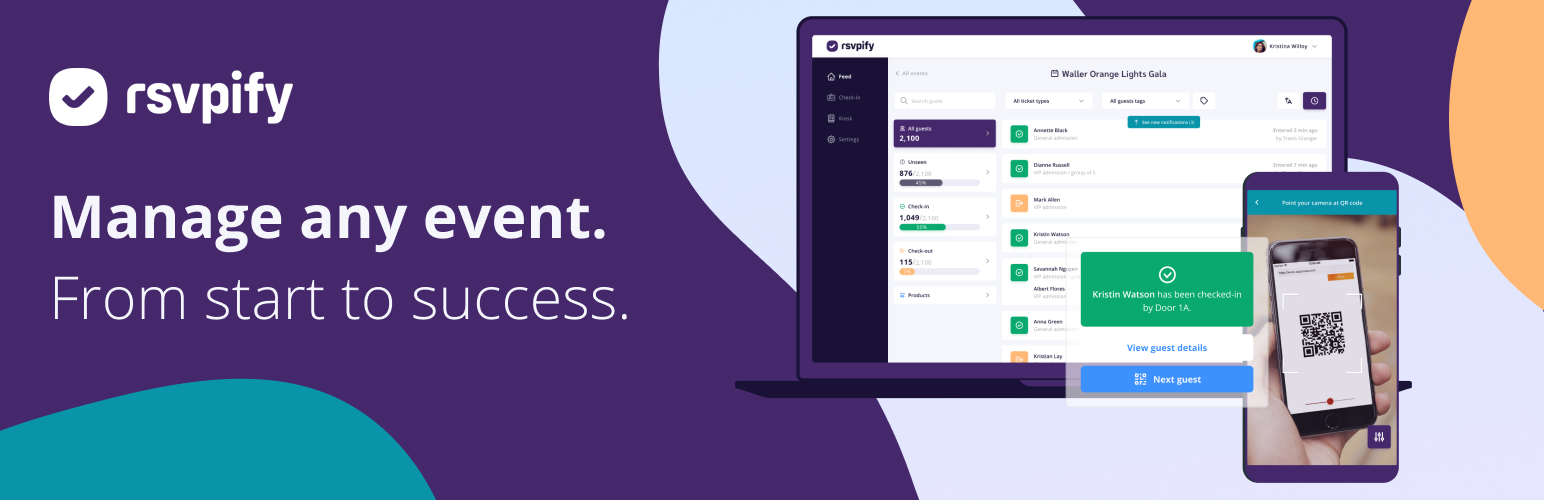 rsvpify
Manage any event.
From start to success.
rsvpify
Kristina Willoy
Feed
Check-in
Kiosk
Settings
All events
Waller Orange Lights Gala
Search guest
All ticket types
All guests tags
See new notifications (3)
All guests
2,100
Unseen
876/2,100
45%
Check-in
1,049/2,100
50%
Check-out
115/2,100
5%
Products
Annette Black
General admission
Entered 2 min ago
by Travis Granger
Dianne Russell
VIP admission / group of 5
Entered 7 min ago
Mark Allen
VIP admission
Kristin Watson
General
Savannah Nguyen
VIP admission
Albert Flores
VIP admission
Anna Green
General
Kristian Lay
Kristin Watson has been checked-in
by Door 1A.
View guest details
Next guest
Point your camera at QR code